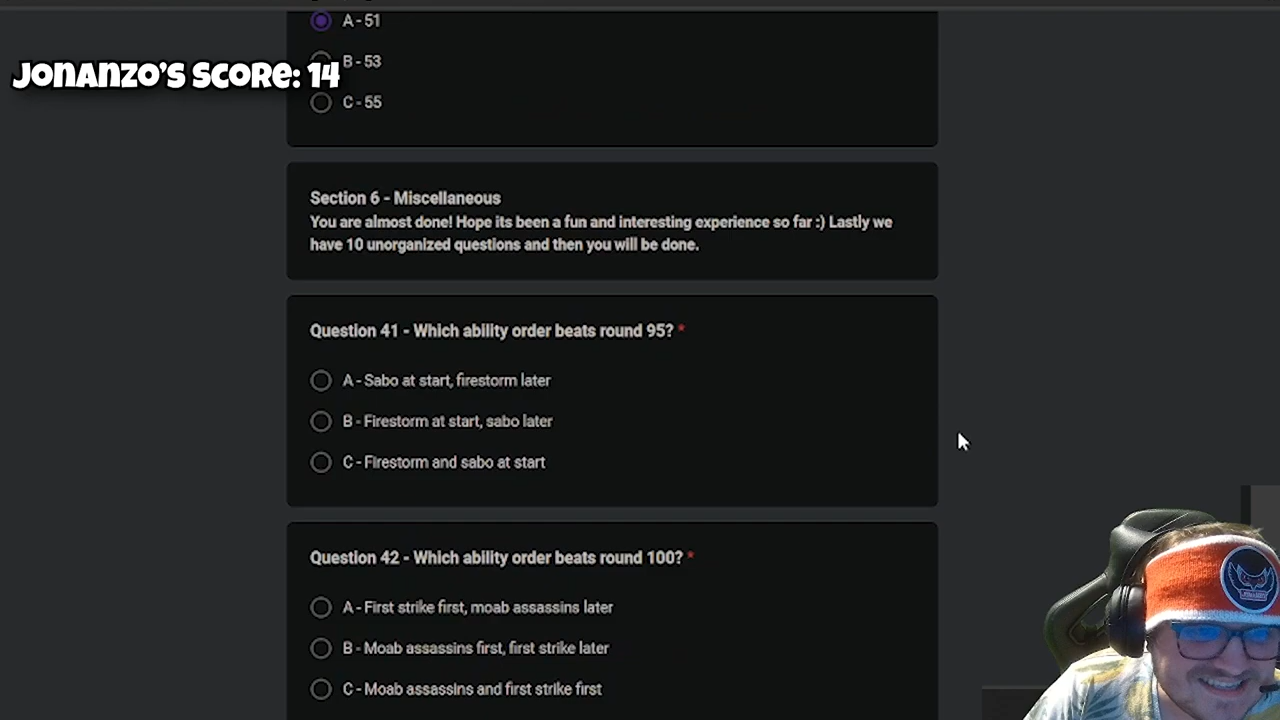 A - 51
Jonanzo's Score: 14
B - 53
C - 55
Section 6 - Miscellaneous
You are almost done! Hope its been a fun and interesting experience so far :) Lastly we
have 10 unorganized questions and then you will be done.
Question 41 - Which ability order beats round 95? *
A - Sabo at start, firestorm later
B - Firestorm at start, sabo later
C - Firestorm and sabo at start
Question 42 - Which ability order beats round 100? *
A - First strike first, moab assassins later
B - Moab assassins first, first strike later
C - Moab assassins and first strike first